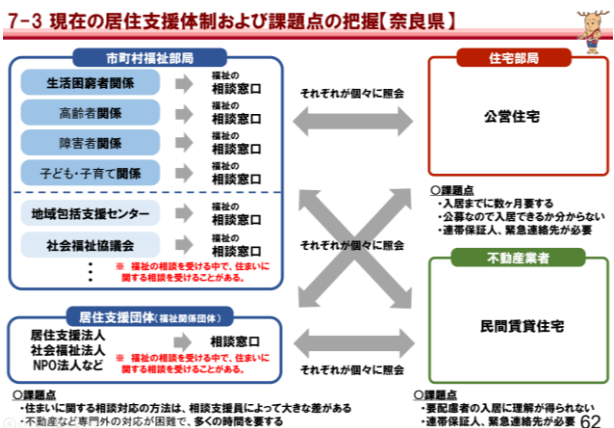 7-3 現在の居住支援体制および課題点の把握【奈良県】
市町村福祉部局
生活困窮者関係
福祉の
相談窓口
高齢者関係
福祉の
相談窓口
障害者関係
福祉の
相談窓口
子ども・子育て関係
福祉の
相談窓口
地域包括支援センター
福祉の
相談窓口
社会福祉協議会
福祉の
相談窓口
※ 福祉の相談を受ける中で、住まいに
関する相談を受けることがある。
居住支援団体(福祉関係団体)
居住支援法人
社会福祉法人
NPO法人など
相談窓口
※ 福祉の相談を受ける中で、住まいに
関する相談を受けることがある。
○課題点
・住まいに関する相談対応の方法は、相談支援員によって大きな差がある
・不動産など専門外の対応が困難で、多くの時間を要する
それぞれが個々に照会
それぞれが個々に照会
それぞれが個々に照会
住宅部局
公営住宅
○課題点
・入居までに数ヶ月要する
・公募なので入居できるか分からない
・連帯保証人、緊急連絡先が必要
不動産業者
民間賃貸住宅
○課題点
・要配慮者の入居に理解が得られない
・連帯保証人、緊急連絡先が必要
62